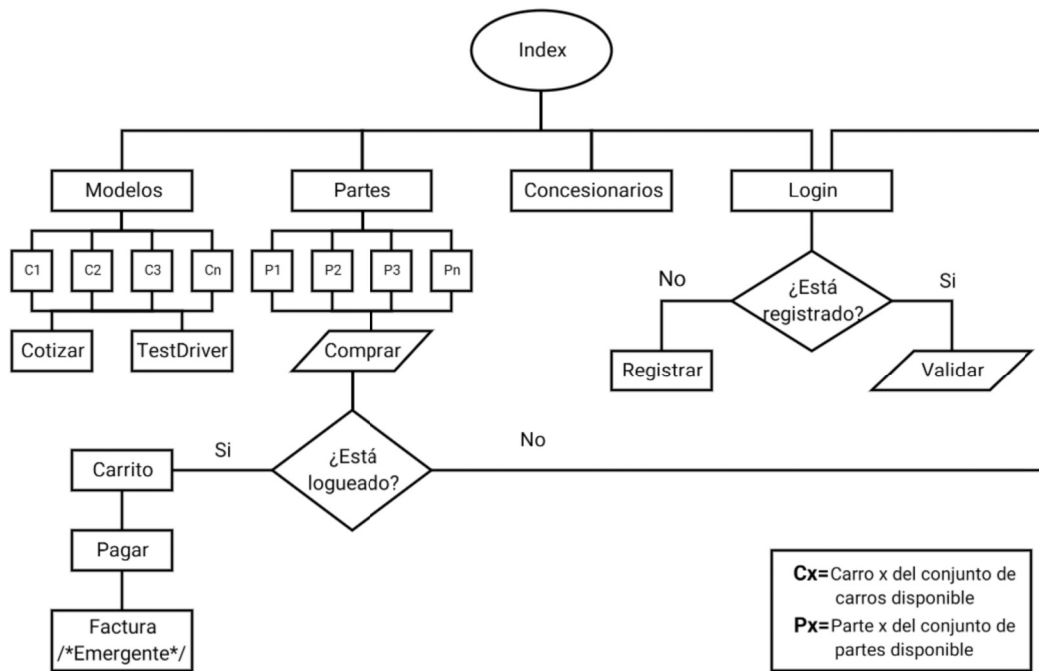 Index
Modelos
Partes
Concesionarios
Login
C1
C2
C3
Cn
P1
P2
P3
Pn
No
¿Está
registrado?
Si
Cotizar
TestDriver
Comprar
Registrar
Validar
Si
¿Está
logueado?
No
Carrito
Pagar
Factura
/*Emergente*/
Cx=Carro x del conjunto de
carros disponible
Px=Parte x del conjunto de
partes disponible